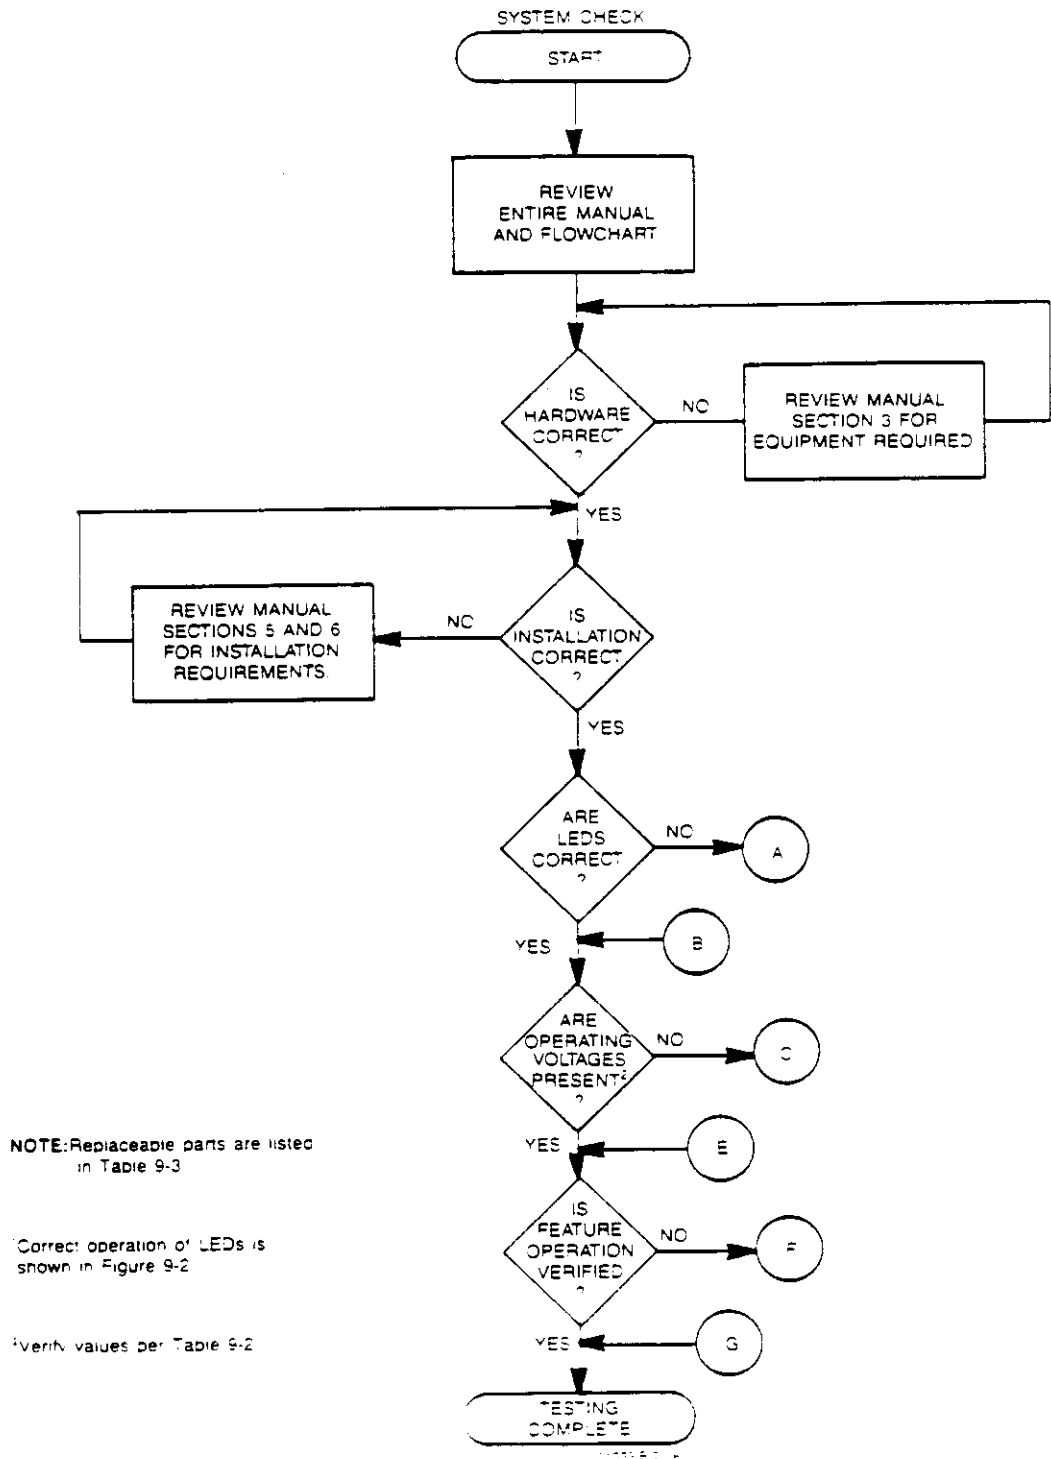 SYSTEM CHECK
START
REVIEW
ENTIRE MANUAL
AND FLOWCHART
IS
HARDWARE
CORRECT
?
NO
REVIEW MANUAL
SECTION 3 FOR
EQUIPMENT REQUIRED
YES
IS
INSTALLATION
CORRECT
?
NO
REVIEW MANUAL
SECTIONS 5 AND 6
FOR INSTALLATION
REQUIREMENTS.
YES
ARE
LEDS
CORRECT
?
NO
A
YES
B
ARE
OPERATING
VOLTAGES
PRESENT²
?
NO
C
YES
E
IS
FEATURE
OPERATION
VERIFIED
?
NO
F
YES
G
TESTING
COMPLETE
NOTE: Replaceable parts are listed
in Table 9-3
¹Correct operation of LEDs is
shown in Figure 9-2
²Verify values per Table 9-2